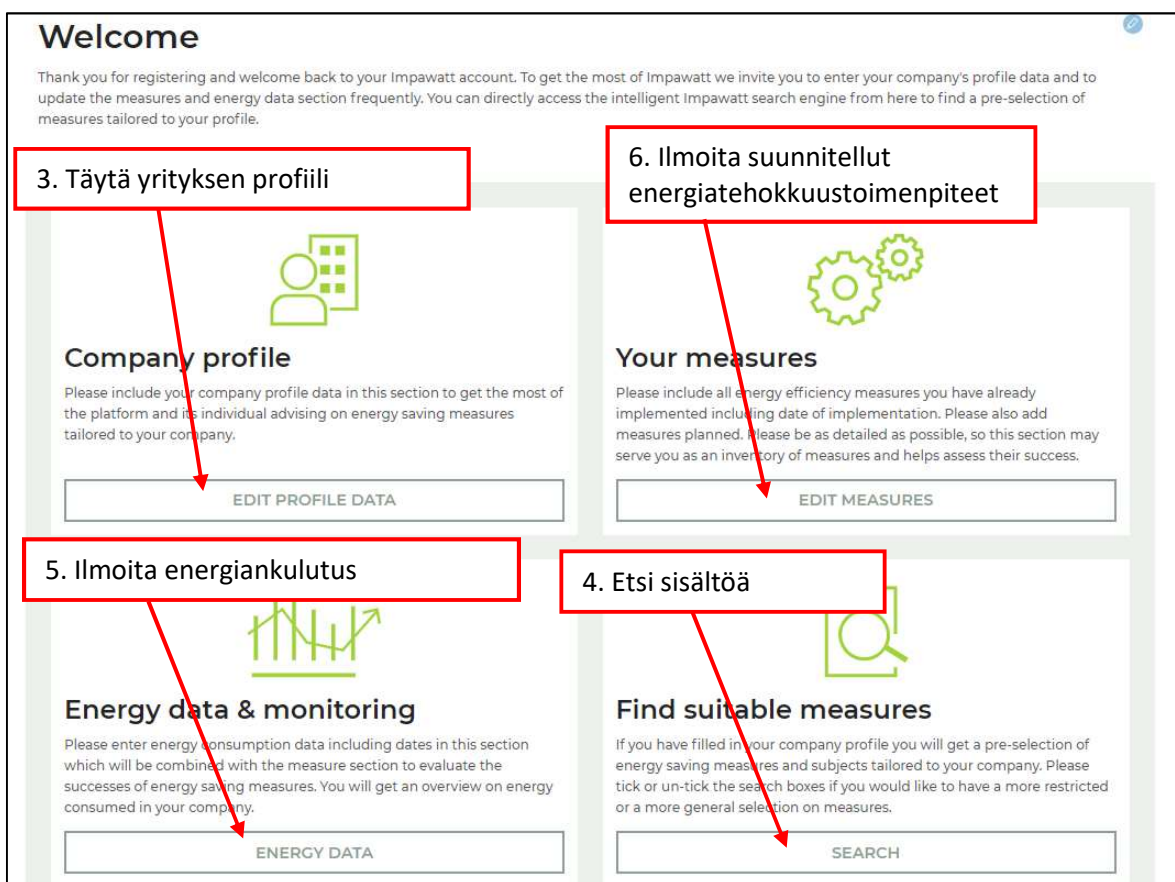 Welcome
Thank you for registering and welcome back to your Impawatt account. To get the most of Impawatt we invite you to enter your company's profile data and to
update the measures and energy data section frequently. You can directly access the intelligent Impawatt search engine from here to find a pre-selection of
measures tailored to your profile.
3. Täytä yrityksen profiili
6. Ilmoita suunnitellut
energiatehokkuustoimenpiteet
Company profile
Please include your company profile data in this section to get the most of
the platform and its individual advising on energy saving measures
tailored to your company.
EDIT PROFILE DATA
Your measures
Please include all energy efficiency measures you have already
implemented including date of implementation. Please also add
measures planned. Please be as detailed as possible, so this section may
serve you as an inventory of measures and helps assess their success.
EDIT MEASURES
5. Ilmoita energiankulutus
4. Etsi sisältöä
Energy data & monitoring
Please enter energy consumption data including dates in this section
which will be combined with the measure section to evaluate the
successes of energy saving measures. You will get an overview on energy
consumed in your company.
ENERGY DATA
Find suitable measures
If you have filled in your company profile you will get a pre-selection of
energy saving measures and subjects tailored to your company. Please
tick or un-tick the search boxes if you would like to have a more restricted
or a more general selection on measures.
SEARCH